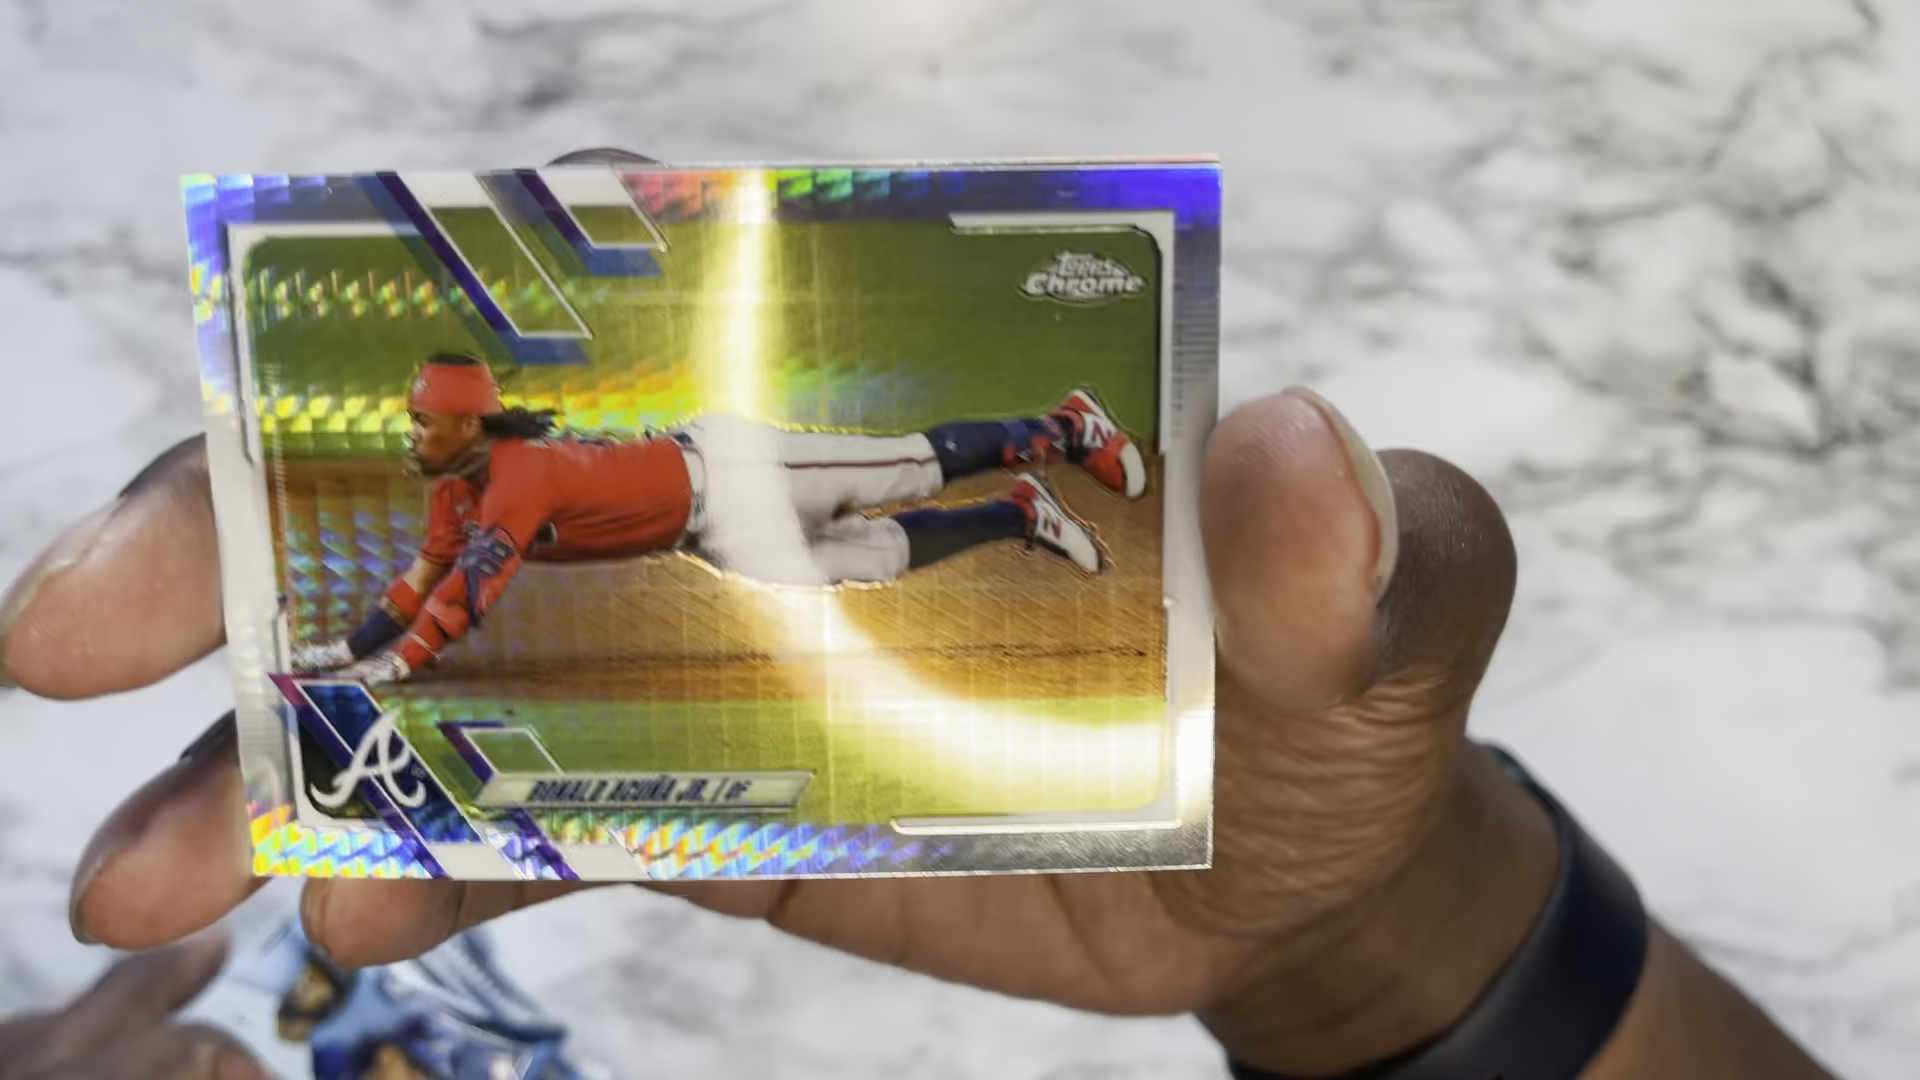 Topps
Chrome
A
RONALD ACUÑA JR. | OF